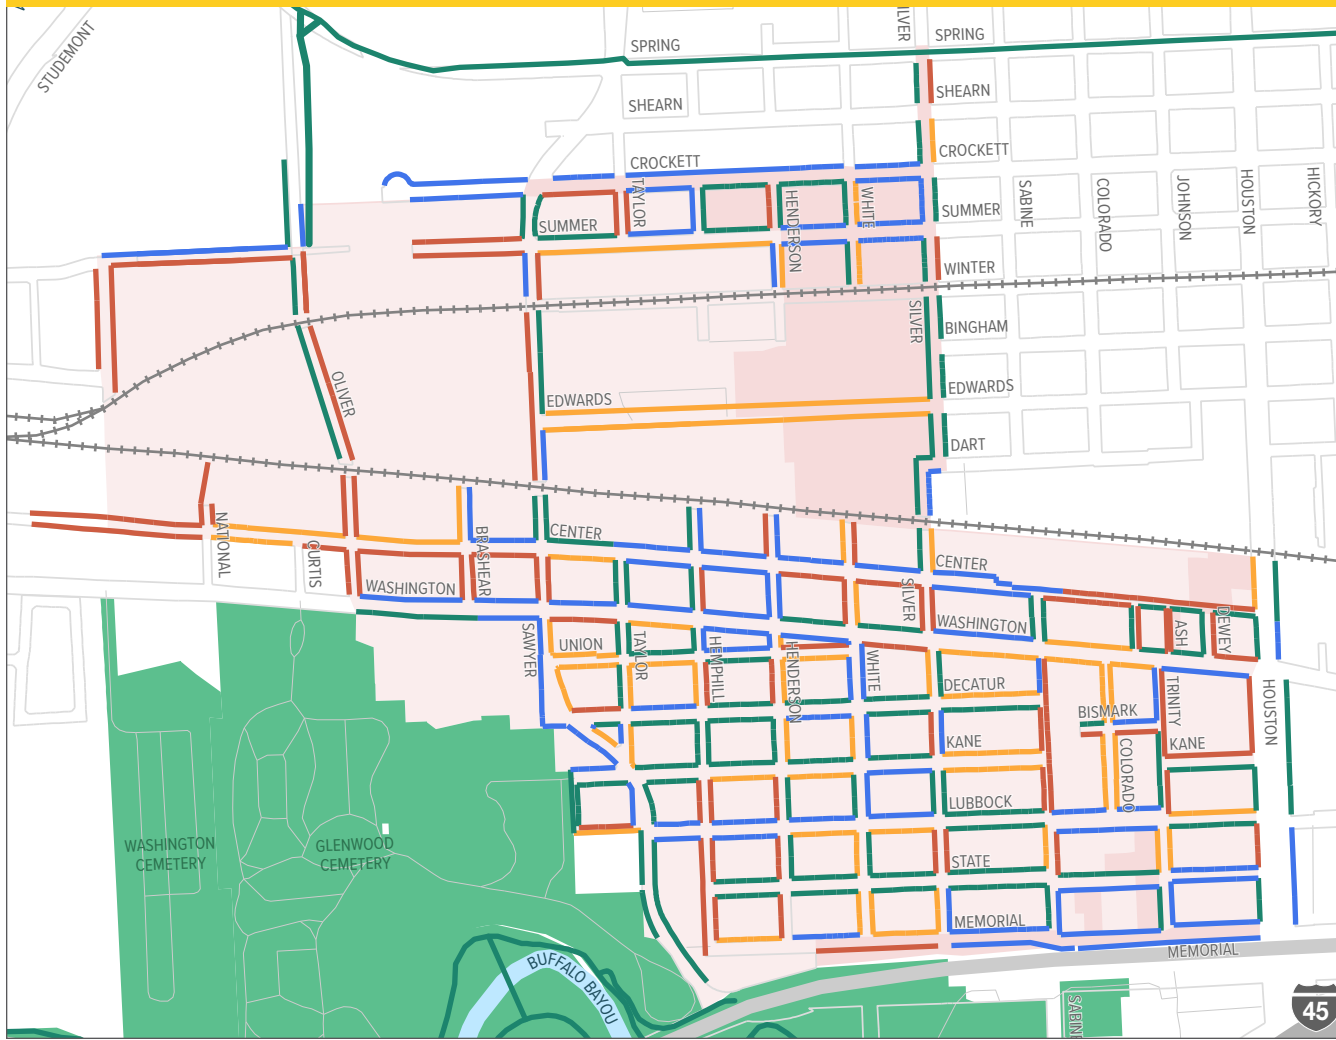 STUDEMONT
SPRING
ILVER
SPRING
SHEARN
SHEARN
CROCKETT
CROCKETT
TAYLOR
SUMMER
HENDERSON
WHITE
SUMMER
SABINE
COLORADO
JOHNSON
HOUSTON
HICKORY
WINTER
SILVER
BINGHAM
OLIVER
EDWARDS
EDWARDS
DART
NATIONAL
CURTIS
BRASHEAR
CENTER
CENTER
WASHINGTON
SILVER
WASHINGTON
ASH
DEWEY
SAWYER
UNION
TAYLOR
HEMPHILL
HENDERSON
WHITE
DECATUR
TRINITY
HOUSTON
BISMARK
KANE
KANE
COLORADO
LUBBOCK
WASHINGTON
CEMETERY
GLENWOOD
CEMETERY
STATE
MEMORIAL
MEMORIAL
BUFFALO BAYOU
SABIN
45